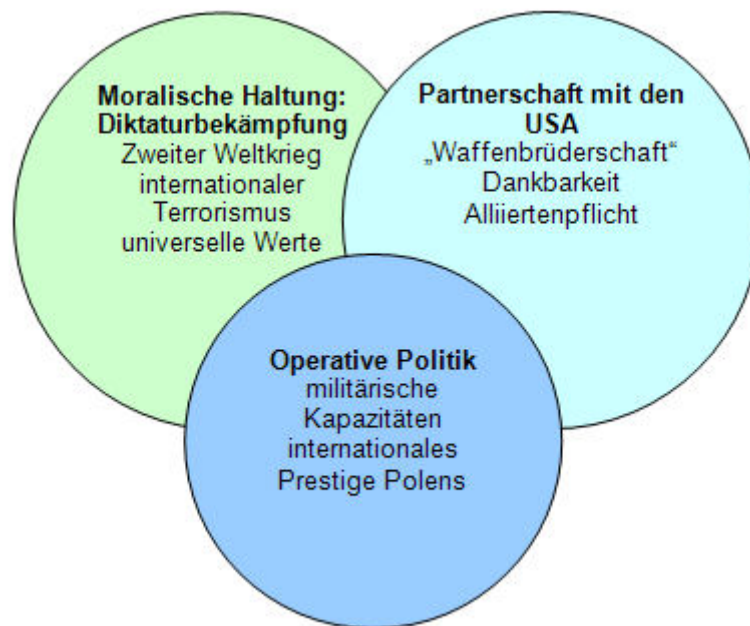 Moralische Haltung:
Diktaturbekämpfung
Zweiter Weltkrieg
internationaler
Terrorismus
universelle Werte
Partnerschaft mit den
USA
„Waffenbrüderschaft“
Dankbarkeit
Alliiertenpflicht
Operative Politik
militärische
Kapazitäten
internationales
Prestige Polens